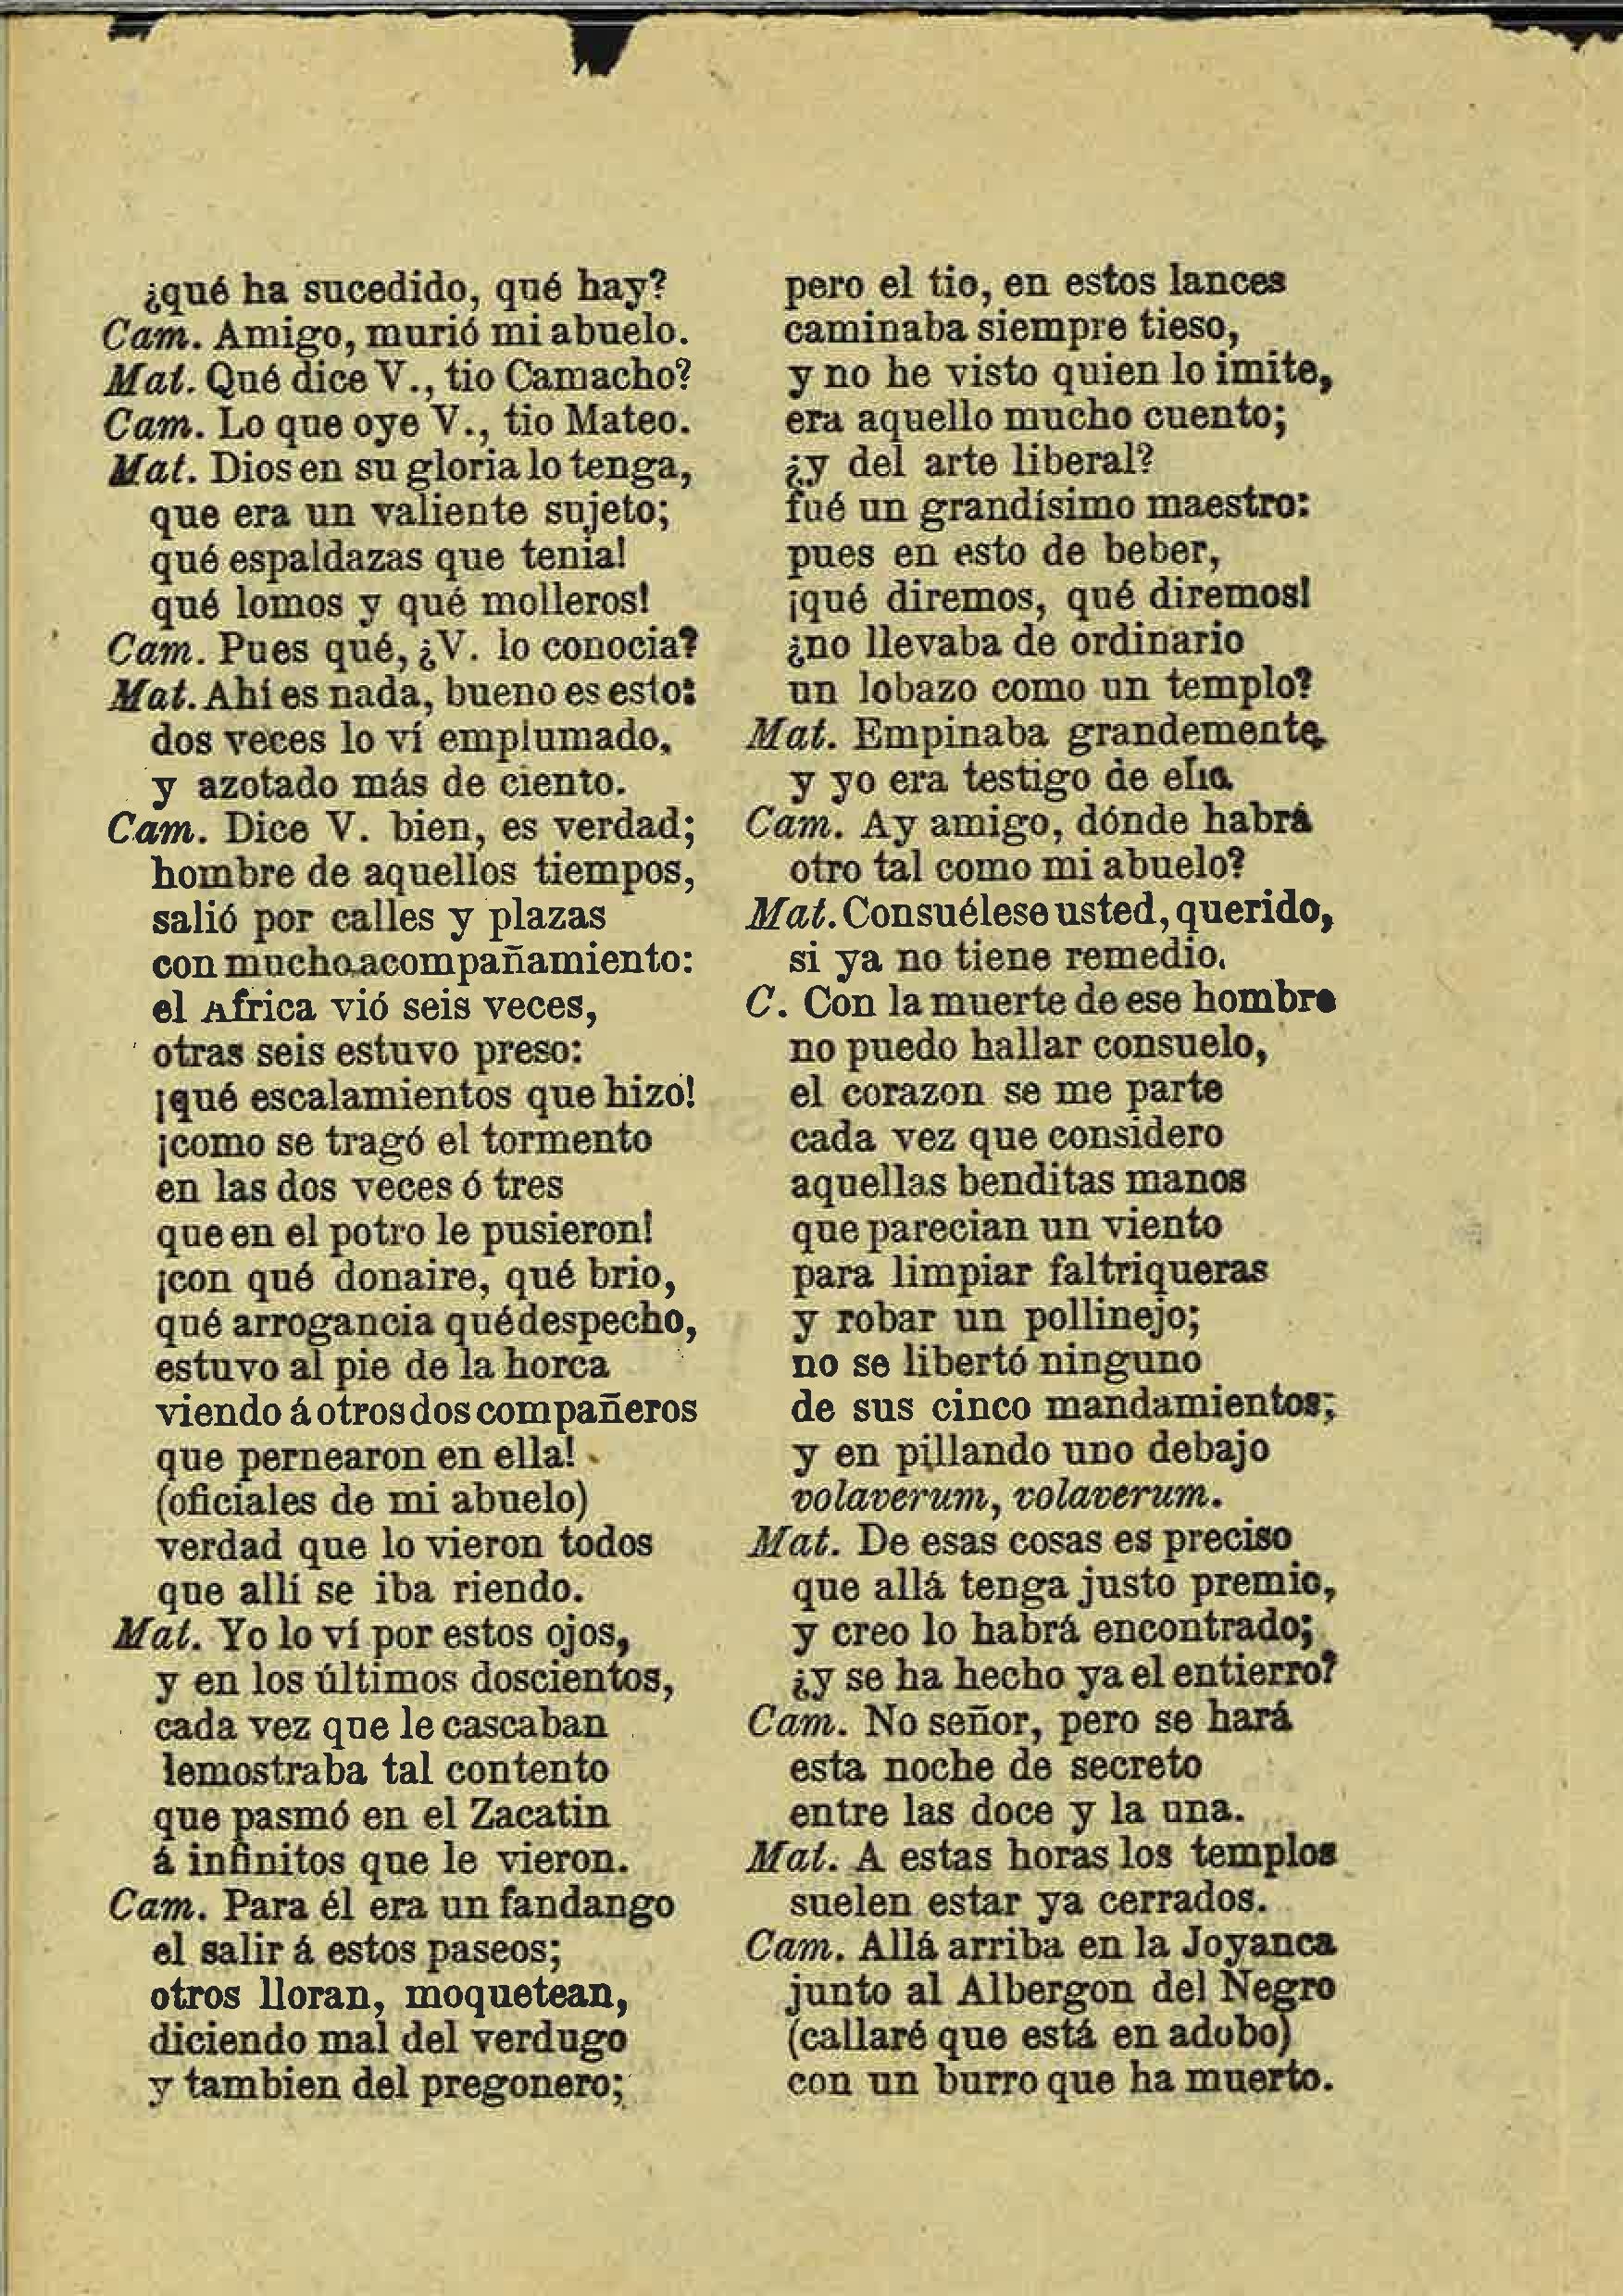 ¿qué ha sucedido, qué hay?
Cam. Amigo, murió mi abuelo.
Mat. Qué dice V., tio Camacho?
Cam. Lo que oye V., tio Mateo.
Mat. Dios en su gloria lo tenga,
que era un valiente sujeto;
qué espaldazas que tenia!
qué lomos y qué molleros!
Cam. Pues qué, ¿V. lo conocia?
Mat. Ahí es nada, bueno es esto:
dos veces lo ví emplumado,
y azotado más de ciento.
Cam. Dice V. bien, es verdad;
hombre de aquellos tiempos,
salió por calles y plazas
con mucho acompañamiento:
el Africa vió seis veces,
otras seis estuvo preso:
¡qué escalamientos que hizo!
¡como se tragó el tormento
en las dos veces ó tres
que en el potro le pusieron!
¡con qué donaire, qué brio,
qué arrogancia qué despecho,
estuvo al pie de la horca
viendo á otros dos compañeros
que pernearon en ella!
(oficiales de mi abuelo)
verdad que lo vieron todos
que allí se iba riendo.
Mat. Yo lo ví por estos ojos,
y en los últimos doscientos,
cada vez que le cascaban
lemostraba tal contento
que pasmó en el Zacatin
á infinitos que le vieron.
Cam. Para él era un fandango
el salir á estos paseos;
otros lloran, moquetean,
diciendo mal del verdugo
y tambien del pregonero;
pero el tio, en estos lances
caminaba siempre tieso,
y no he visto quien lo imite,
era aquello mucho cuento;
¿y del arte liberal?
fué un grandísimo maestro:
pues en esto de beber,
¡qué diremos, qué diremos!
¿no llevaba de ordinario
un lobazo como un templo?
Mat. Empinaba grandemente
y yo era testigo de ello.
Cam. Ay amigo, dónde habrá
otro tal como mi abuelo?
Mat. Consuélese usted, querido,
si ya no tiene remedio.
C. Con la muerte de ese hombre
no puedo hallar consuelo,
el corazon se me parte
cada vez que considero
aquellas benditas manos
que parecian un viento
para limpiar faltriqueras
y robar un pollinejo;
no se libertó ninguno
de sus cinco mandamientos;
y en pillando uno debajo
volaverum, volaverum.
Mat. De esas cosas es preciso
que allá tenga justo premio,
y creo lo habrá encontrado;
¿y se ha hecho ya el entierro?
Cam. No señor, pero se hará
esta noche de secreto
entre las doce y la una.
Mat. A estas horas los templos
suelen estar ya cerrados.
Cam. Allá arriba en la Joyanca
junto al Albergon del Negro
(callaré que está en adobo)
con un burro que ha muerto.